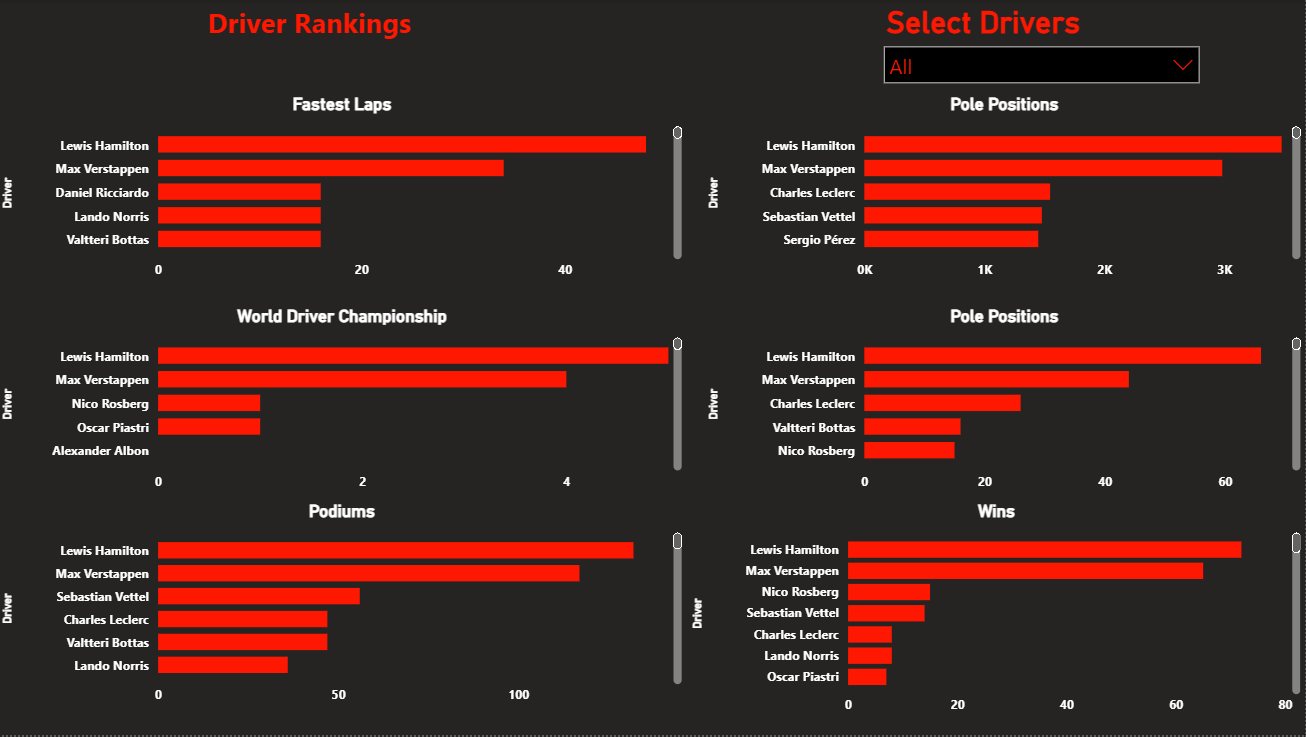 Driver Rankings
Select Drivers
All
Fastest Laps
Driver
Lewis Hamilton
Max Verstappen
Daniel Ricciardo
Lando Norris
Valtteri Bottas
0 20 40
Pole Positions
Driver
Lewis Hamilton
Max Verstappen
Charles Leclerc
Sebastian Vettel
Sergio Pérez
0K 1K 2K 3K
World Driver Championship
Driver
Lewis Hamilton
Max Verstappen
Nico Rosberg
Oscar Piastri
Alexander Albon
0 2 4
Pole Positions
Driver
Lewis Hamilton
Max Verstappen
Charles Leclerc
Valtteri Bottas
Nico Rosberg
0 20 40 60
Podiums
Driver
Lewis Hamilton
Max Verstappen
Sebastian Vettel
Charles Leclerc
Valtteri Bottas
Lando Norris
0 50 100
Wins
Driver
Lewis Hamilton
Max Verstappen
Nico Rosberg
Sebastian Vettel
Charles Leclerc
Lando Norris
Oscar Piastri
0 20 40 60 80